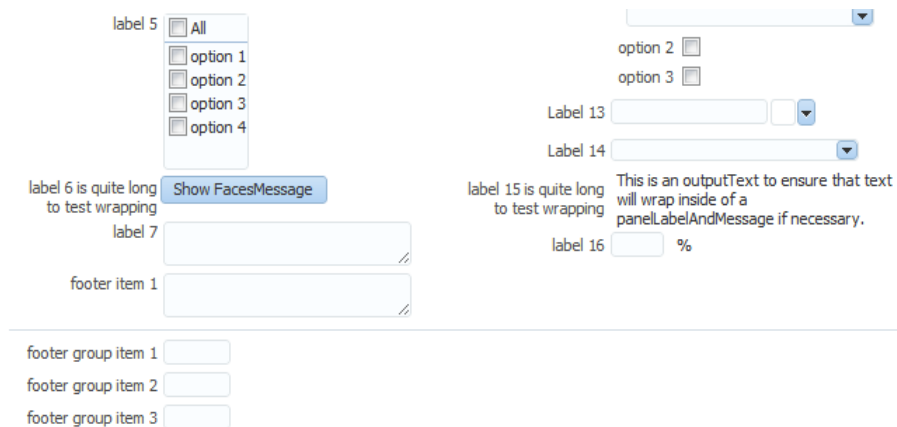 label 5
All
option 1
option 2
option 3
option 4
label 6 is quite long
to test wrapping
Show FacesMessage
label 7
footer item 1
option 2
option 3
Label 13
Label 14
label 15 is quite long
to test wrapping
This is an outputText to ensure that text
will wrap inside of a
panelLabelAndMessage if necessary.
label 16
%
footer group item 1
footer group item 2
footer group item 3